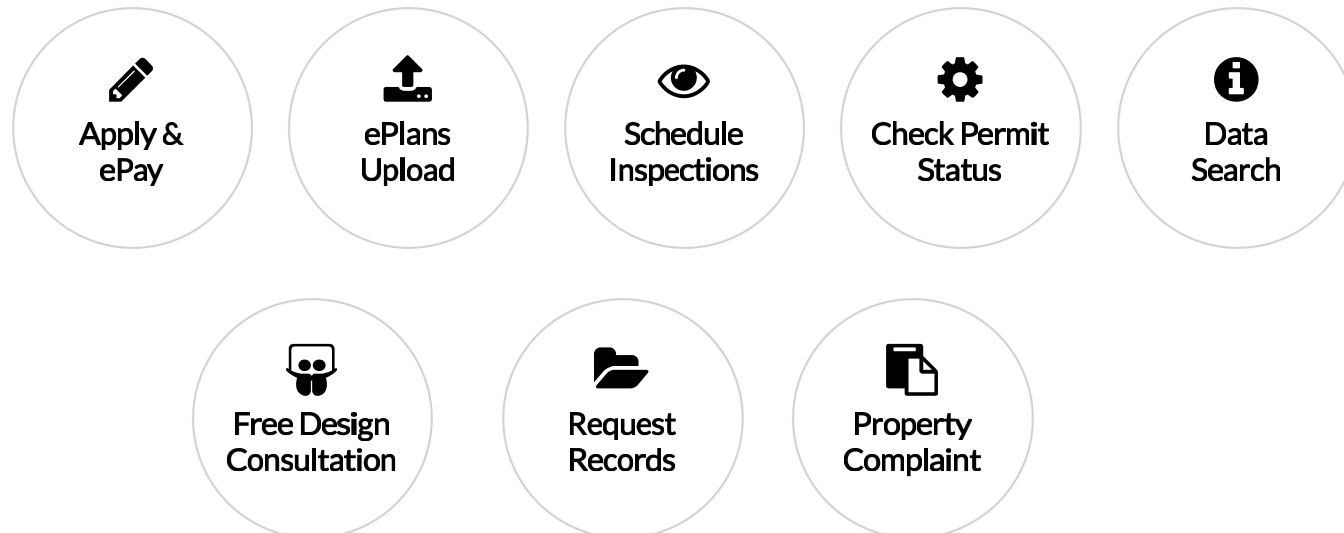 Apply &
ePay
ePlans
Upload
Schedule
Inspections
Check Permit
Status
Data
Search
Free Design
Consultation
Request
Records
Property
Complaint